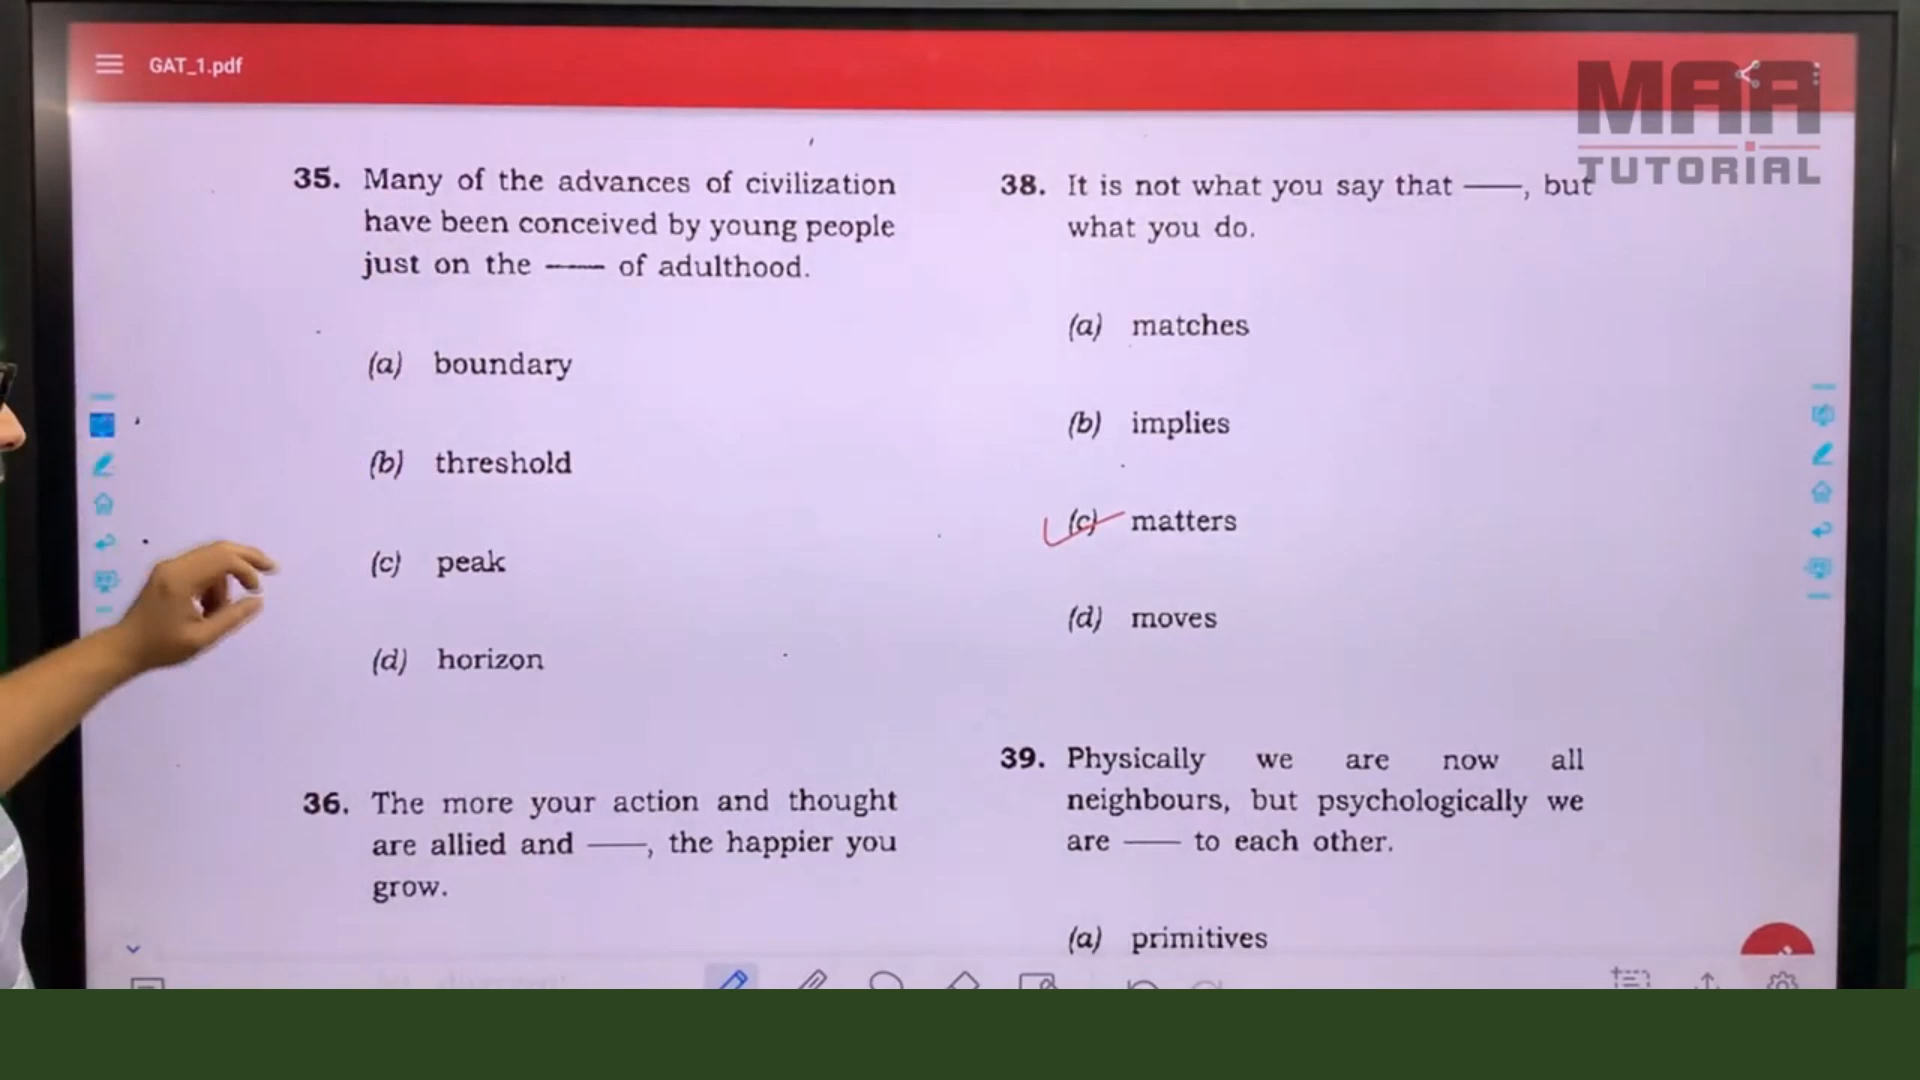 GAT_1.pdf
MAA
TUTORIAL
35. Many of the advances of civilization
have been conceived by young people
just on the —— of adulthood.
(a) boundary
(b) threshold
(c) peak
(d) horizon
36. The more your action and thought
are allied and ——, the happier you
grow.
38. It is not what you say that ——, but
what you do.
(a) matches
(b) implies
(c) matters
(d) moves
39. Physically we are now all
neighbours, but psychologically we
are —— to each other.
(a) primitives